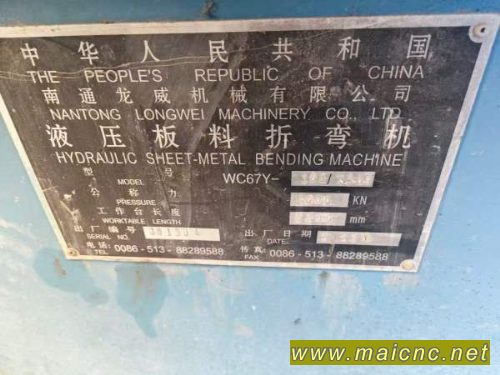 中华人民共和国
THE PEOPLE'S REPUBLIC OF CHINA
南通龙威机械有限公司
NANTONG LONGWEI MACHINERY CO., LTD
液压板料折弯机
HYDRAULIC SHEET-METAL BENDING MACHINE
型号
MODEL WC67Y-
公称力
PRESSURE KN
工作台长度
WORKTABLE LENGTH mm
出厂编号 出厂日期
SERIAL NO. DATE
电话: 0086-513-88289588 传真: 0086-513-88289588
TEL FAX
www.maicnc.net